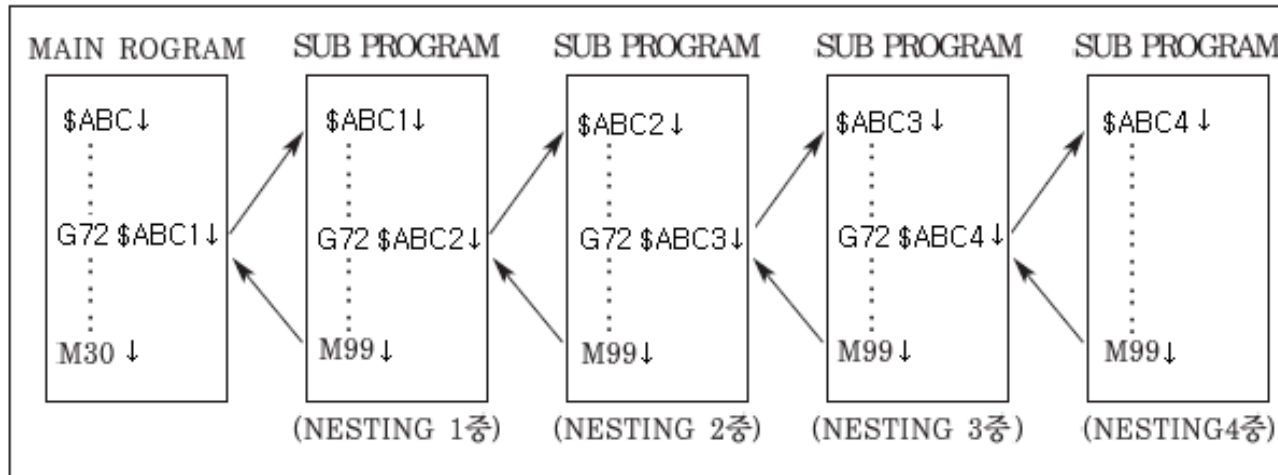 MAIN ROGRAM
$ABC↓
G72 $ABC1↓
M30 ↓
SUB PROGRAM
$ABC1↓
G72 $ABC2↓
M99↓
(NESTING 1중)
SUB PROGRAM
$ABC2↓
G72 $ABC3↓
M99↓
(NESTING 2중)
SUB PROGRAM
$ABC3 ↓
G72 $ABC4↓
M99↓
(NESTING 3중)
SUB PROGRAM
$ABC4 ↓
M99↓
(NESTING4중)